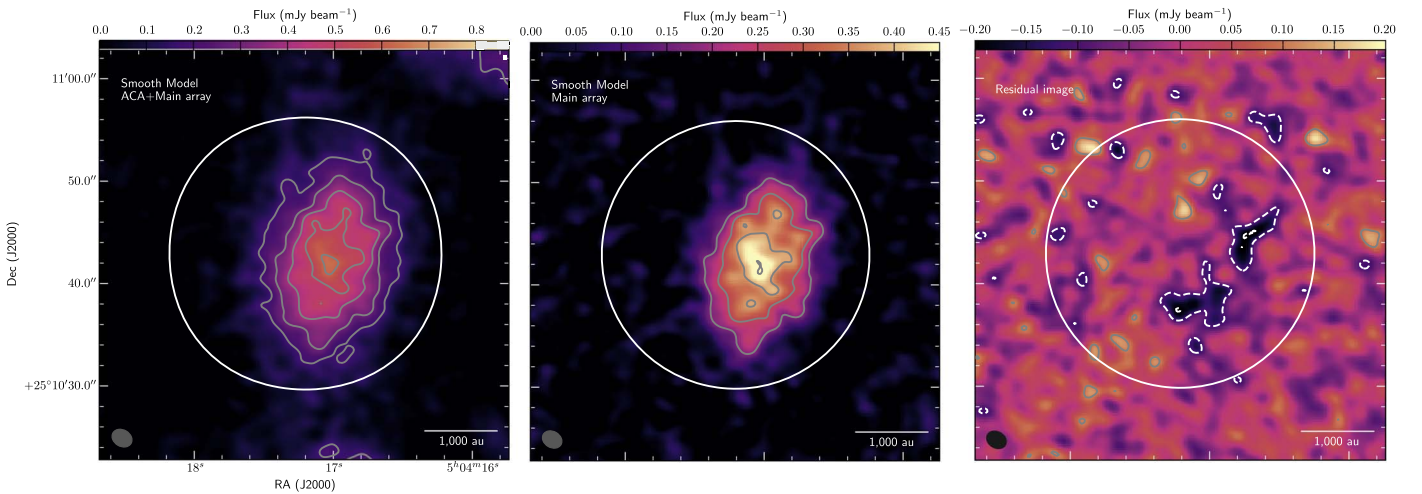 Flux (mJy beam⁻¹)
0.0 0.1 0.2 0.3 0.4 0.5 0.6 0.7 0.8
Smooth Model
ACA+Main array
11′00.0″
50.0″
40.0″
+25°10′30.0″
Dec (J2000)
1,000 au
18ˢ 17ˢ 5ʰ04ᵐ16ˢ
RA (J2000)
Flux (mJy beam⁻¹)
0.00 0.05 0.10 0.15 0.20 0.25 0.30 0.35 0.40 0.45
Smooth Model
Main array
1,000 au
Flux (mJy beam⁻¹)
−0.20 −0.15 −0.10 −0.05 0.00 0.05 0.10 0.15 0.20
Residual image
1,000 au